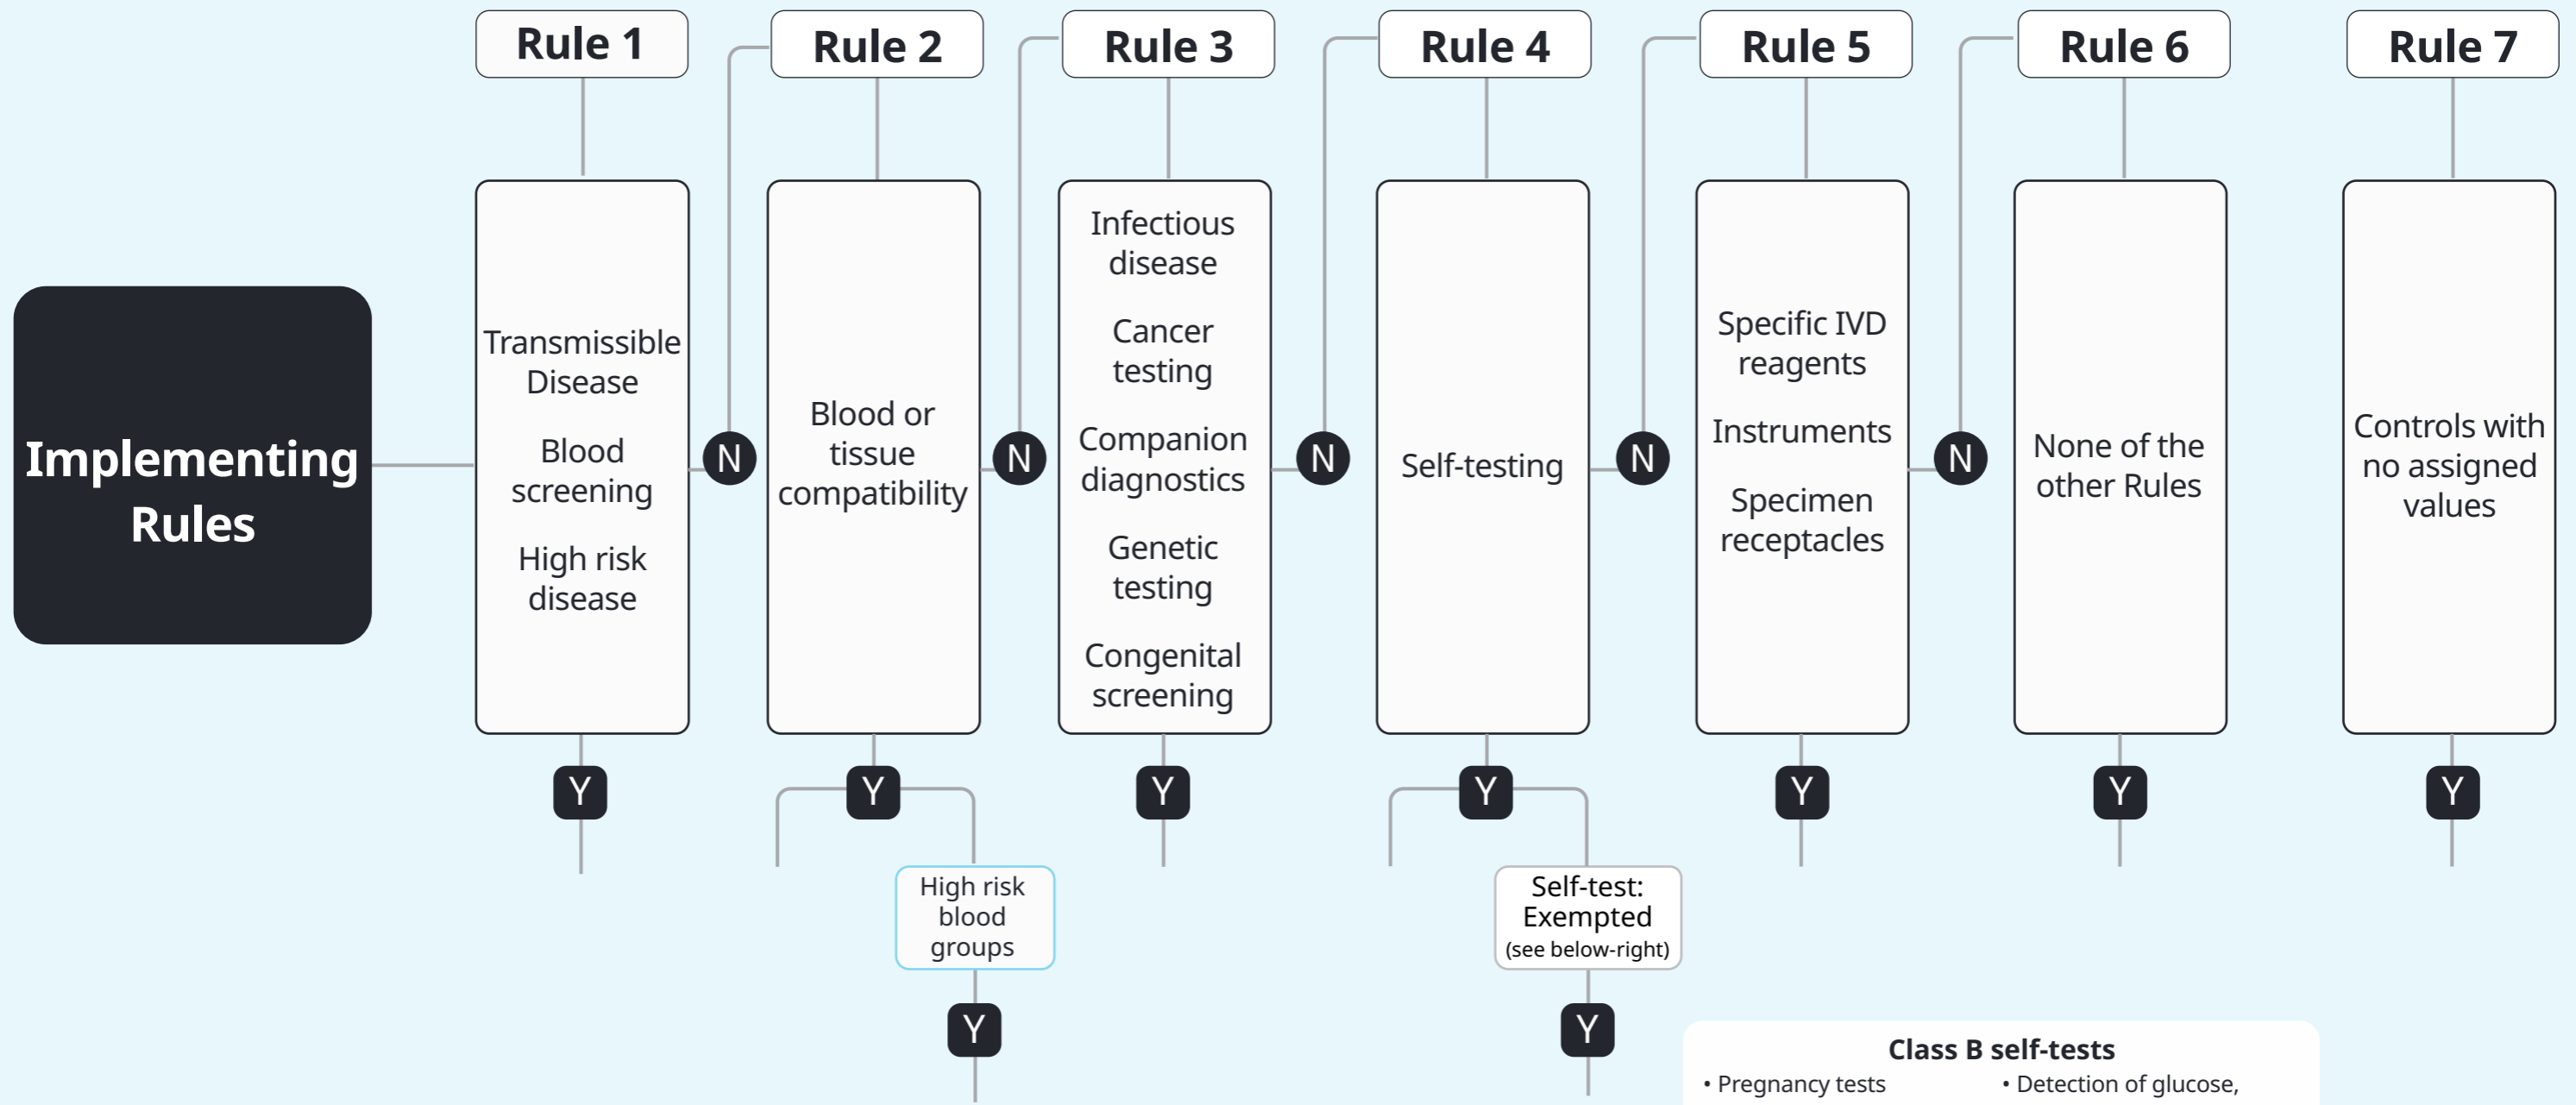 Rule 1
Rule 2
Rule 3
Rule 4
Rule 5
Rule 6
Rule 7
Implementing
Rules
Transmissible
Disease
Blood
screening
High risk
disease
N
Blood or
tissue
compatibility
N
Infectious
disease
Cancer
testing
Companion
diagnostics
Genetic
testing
Congenital
screening
N
Self-testing
N
Specific IVD
reagents
Instruments
Specimen
receptacles
N
None of the
other Rules
Controls with
no assigned
values
Y
Y
Y
Y
Y
Y
Y
High risk
blood
groups
Y
Self-test:
Exempted
(see below-right)
Y
Class B self-tests
• Pregnancy tests
• Detection of glucose,